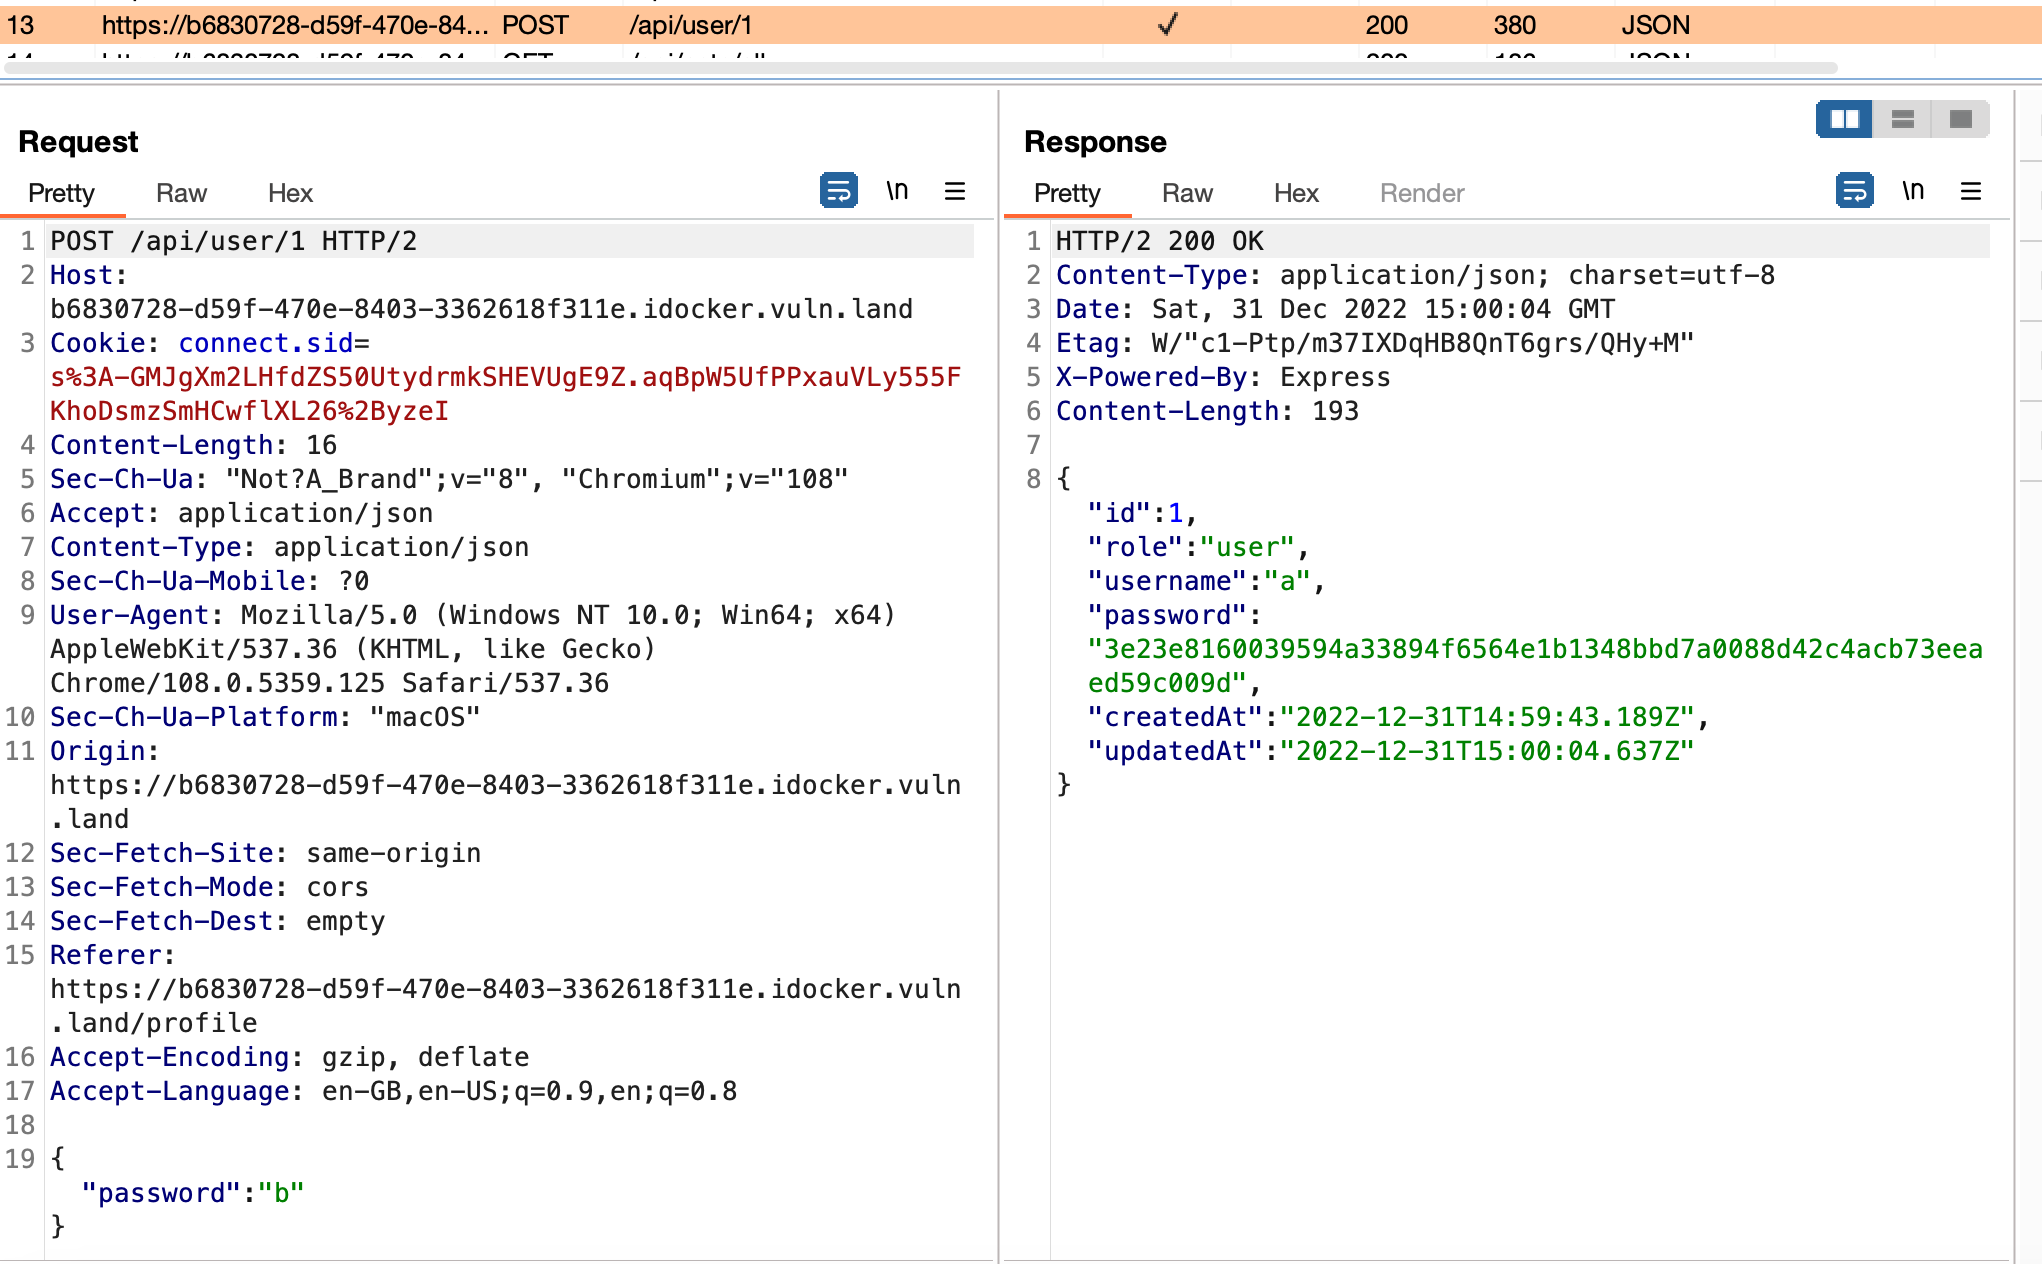 13 https://b6830728-d59f-470e-84... POST /api/user/1 ✓ 200 380 JSON
Request
Pretty Raw Hex \n
1 POST /api/user/1 HTTP/2
2 Host:
b6830728-d59f-470e-8403-3362618f311e.idocker.vuln.land
3 Cookie: connect.sid=
s%3A-GMJgXm2LHfdZS50UtydrmkSHEVUgE9Z.aqBpW5UfPPxauVLy555F
KhoDsmzSmHCwflXL26%2ByzeI
4 Content-Length: 16
5 Sec-Ch-Ua: "Not?A_Brand";v="8", "Chromium";v="108"
6 Accept: application/json
7 Content-Type: application/json
8 Sec-Ch-Ua-Mobile: ?0
9 User-Agent: Mozilla/5.0 (Windows NT 10.0; Win64; x64)
AppleWebKit/537.36 (KHTML, like Gecko)
Chrome/108.0.5359.125 Safari/537.36
10 Sec-Ch-Ua-Platform: "macOS"
11 Origin:
https://b6830728-d59f-470e-8403-3362618f311e.idocker.vuln
.land
12 Sec-Fetch-Site: same-origin
13 Sec-Fetch-Mode: cors
14 Sec-Fetch-Dest: empty
15 Referer:
https://b6830728-d59f-470e-8403-3362618f311e.idocker.vuln
.land/profile
16 Accept-Encoding: gzip, deflate
17 Accept-Language: en-GB,en-US;q=0.9,en;q=0.8
18
19 {
"password":"b"
}
Response
Pretty Raw Hex Render \n
1 HTTP/2 200 OK
2 Content-Type: application/json; charset=utf-8
3 Date: Sat, 31 Dec 2022 15:00:04 GMT
4 Etag: W/"c1-Ptp/m37IXDqHB8QnT6grs/QHy+M"
5 X-Powered-By: Express
6 Content-Length: 193
7
8 {
"id":1,
"role":"user",
"username":"a",
"password":
"3e23e8160039594a33894f6564e1b1348bbd7a0088d42c4acb73eea
ed59c009d",
"createdAt":"2022-12-31T14:59:43.189Z",
"updatedAt":"2022-12-31T15:00:04.637Z"
}